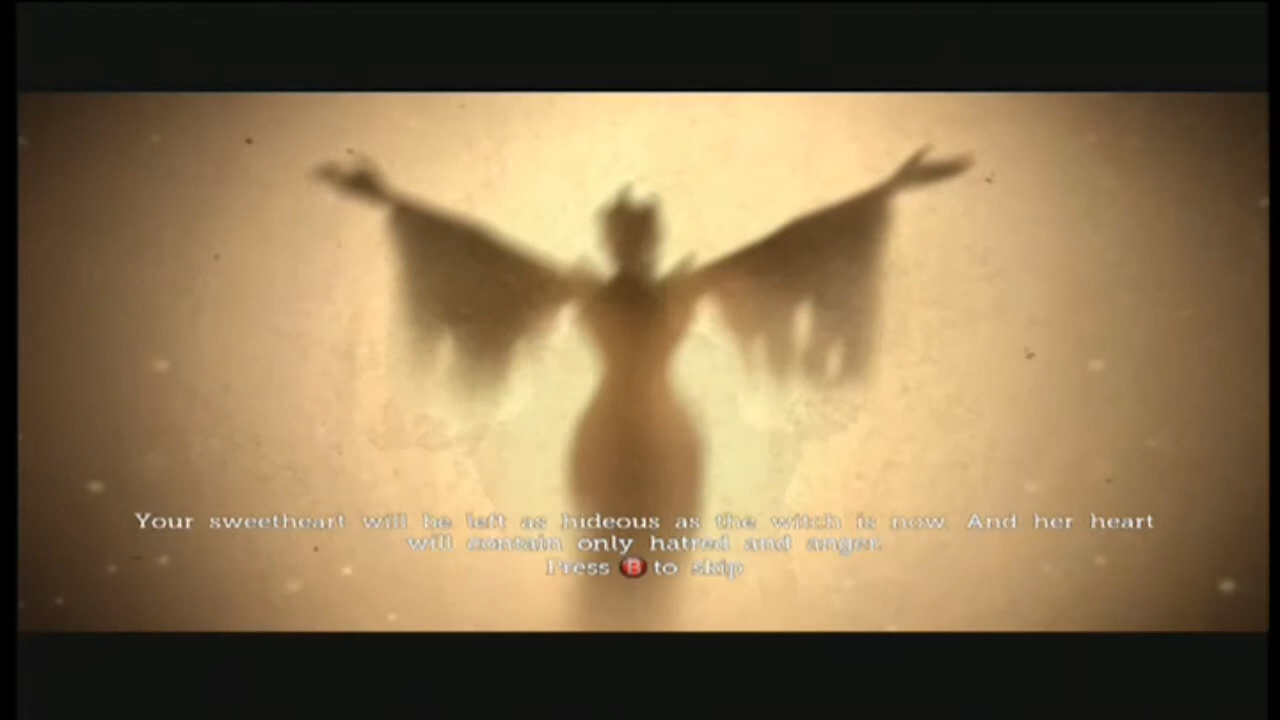 Your sweetheart will be left as hideous as the witch is now. And her heart
will contain only hatred and anger.
Press B to skip